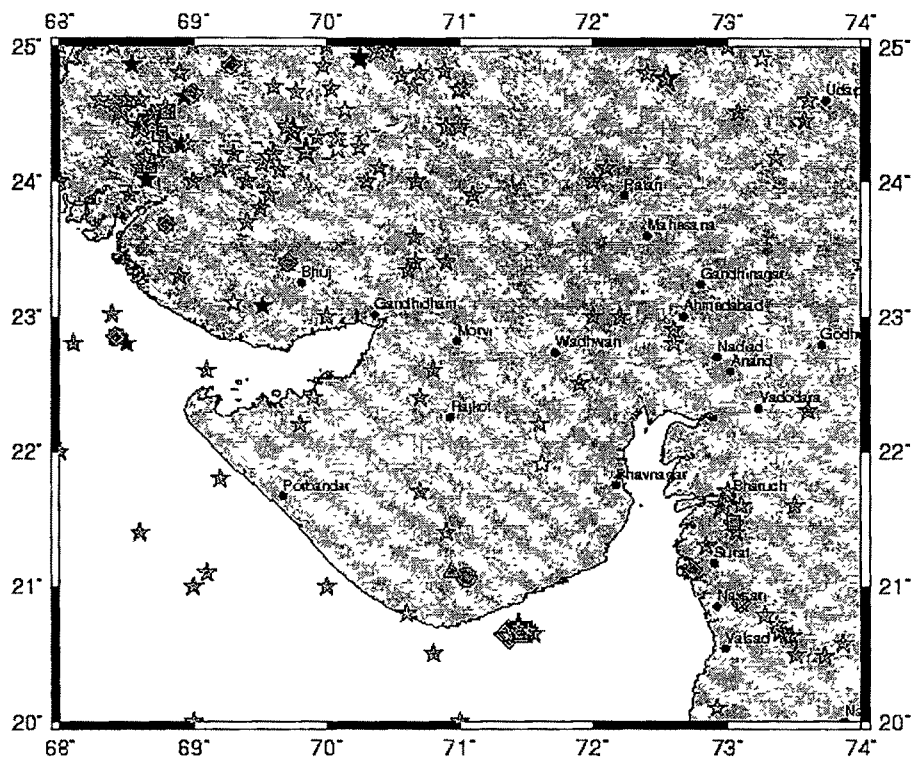 68° 69° 70° 71° 72° 73° 74°
25° 25°
24° 24°
Patan
Mahesana
Bhuj
Gandhinagar
Gandhidham
Ahmedabad
23° 23°
Morvi
Wadhwan
Nadiad
Anand
Rajkot
Vadodara
22° 22°
Bhavnagar
Porbandar
Bharuch
Surat
21° 21°
Navsari
Valsad
20° 20°
68° 69° 70° 71° 72° 73° 74°